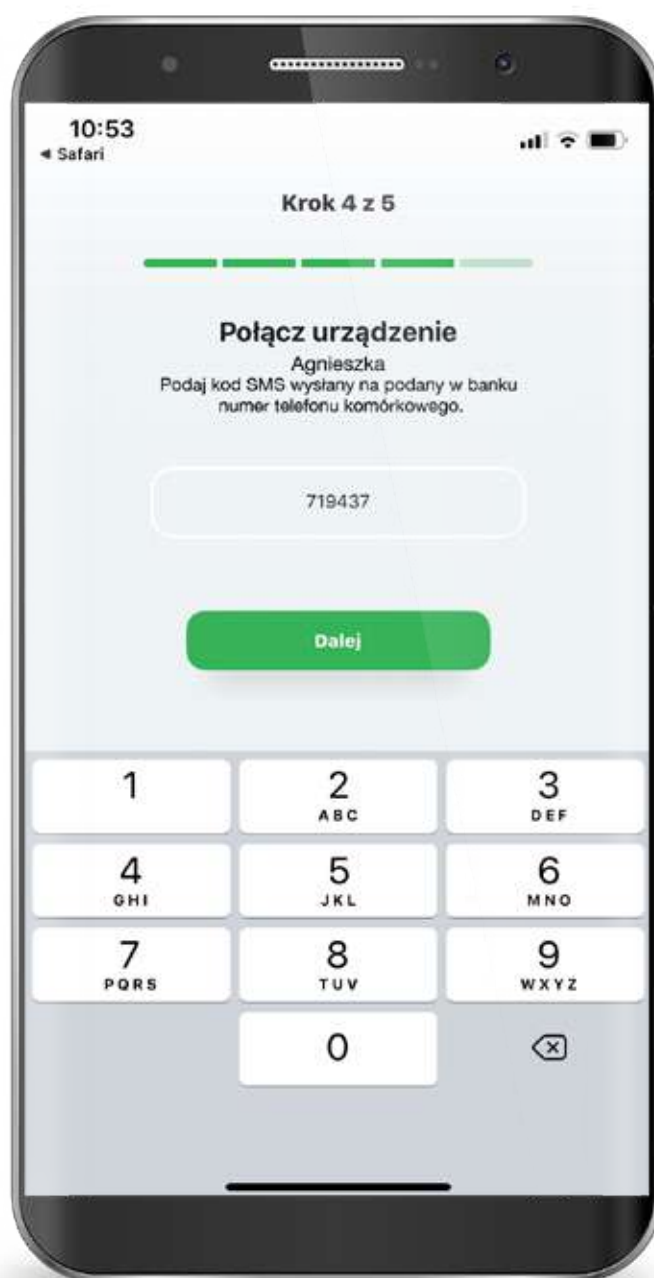 10:53
◀ Safari
Krok 4 z 5
Połącz urządzenie
Agnieszka
Podaj kod SMS wysłany na podany w banku
numer telefonu komórkowego.
719437
Dalej
1 2 3
ABC DEF
4 5 6
GHI JKL MNO
7 8 9
PQRS TUV WXYZ
0